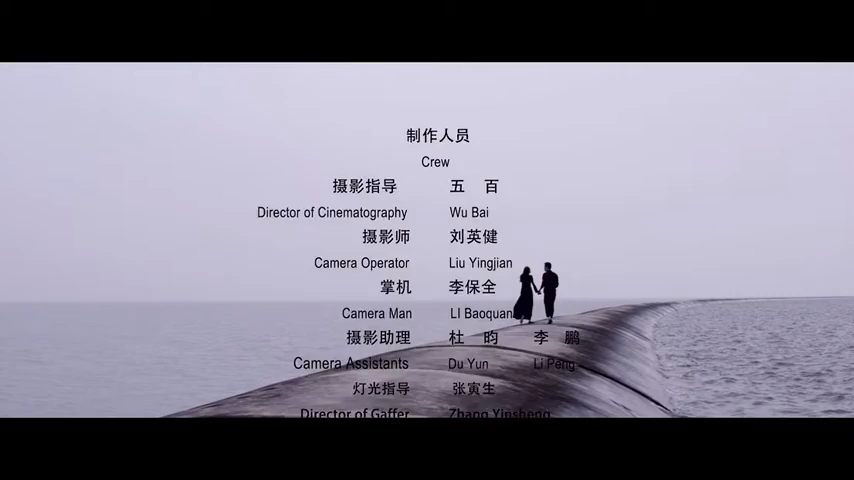 制作人员
Crew
摄影指导 五 百
Director of Cinematography Wu Bai
摄影师 刘英健
Camera Operator Liu Yingjian
掌机 李保全
Camera Man LI Baoquan
摄影助理 杜 昀 李 鹏
Camera Assistants Du Yun Li Peng
灯光指导 张寅生
Director of Gaffer Zhang Yinsheng